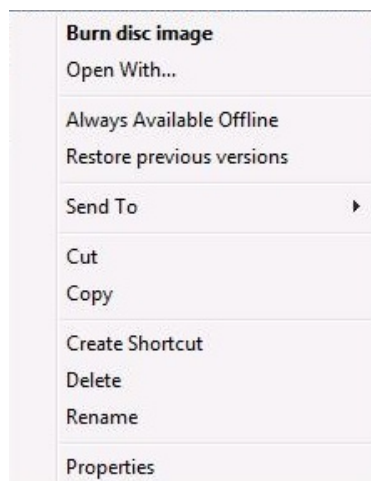 Burn disc image
Open With...
Always Available Offline
Restore previous versions
Send To
Cut
Copy
Create Shortcut
Delete
Rename
Properties